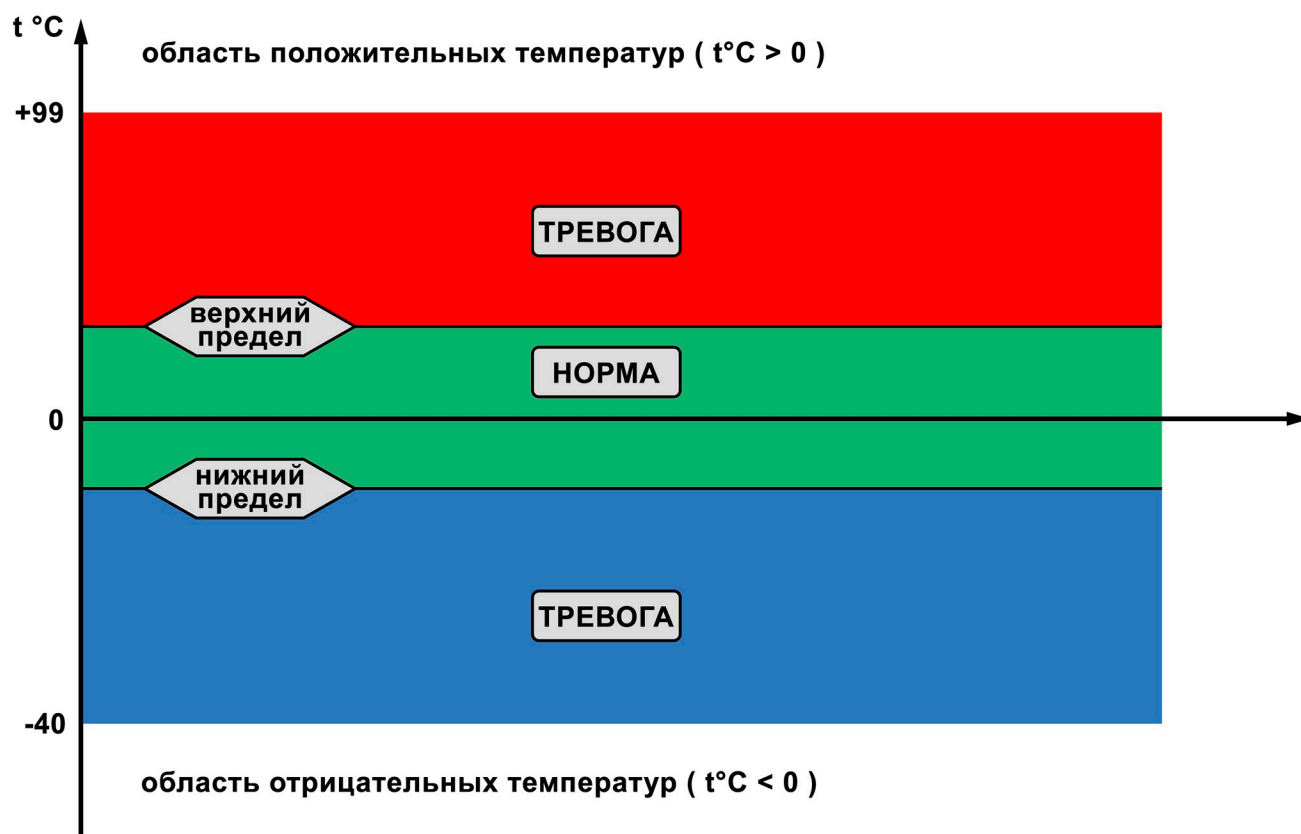 t °C
область положительных температур ( t°C > 0 )
+99
ТРЕВОГА
верхний
предел
НОРМА
0
нижний
предел
ТРЕВОГА
-40
область отрицательных температур ( t°C < 0 )